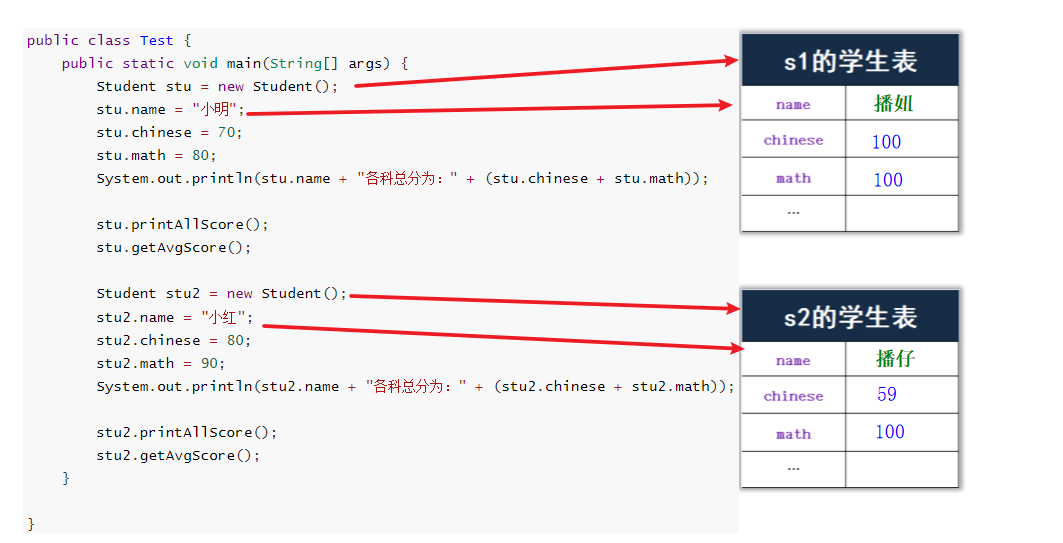 public class Test {
public static void main(String[] args) {
Student stu = new Student();
stu.name = "小明";
stu.chinese = 70;
stu.math = 80;
System.out.println(stu.name + "各科总分为：" + (stu.chinese + stu.math));
stu.printAllScore();
stu.getAvgScore();
Student stu2 = new Student();
stu2.name = "小红";
stu2.chinese = 80;
stu2.math = 90;
System.out.println(stu2.name + "各科总分为：" + (stu2.chinese + stu2.math));
stu2.printAllScore();
stu2.getAvgScore();
}
}
s1的学生表
name 播妞
chinese 100
math 100
...
s2的学生表
name 播仔
chinese 59
math 100
...